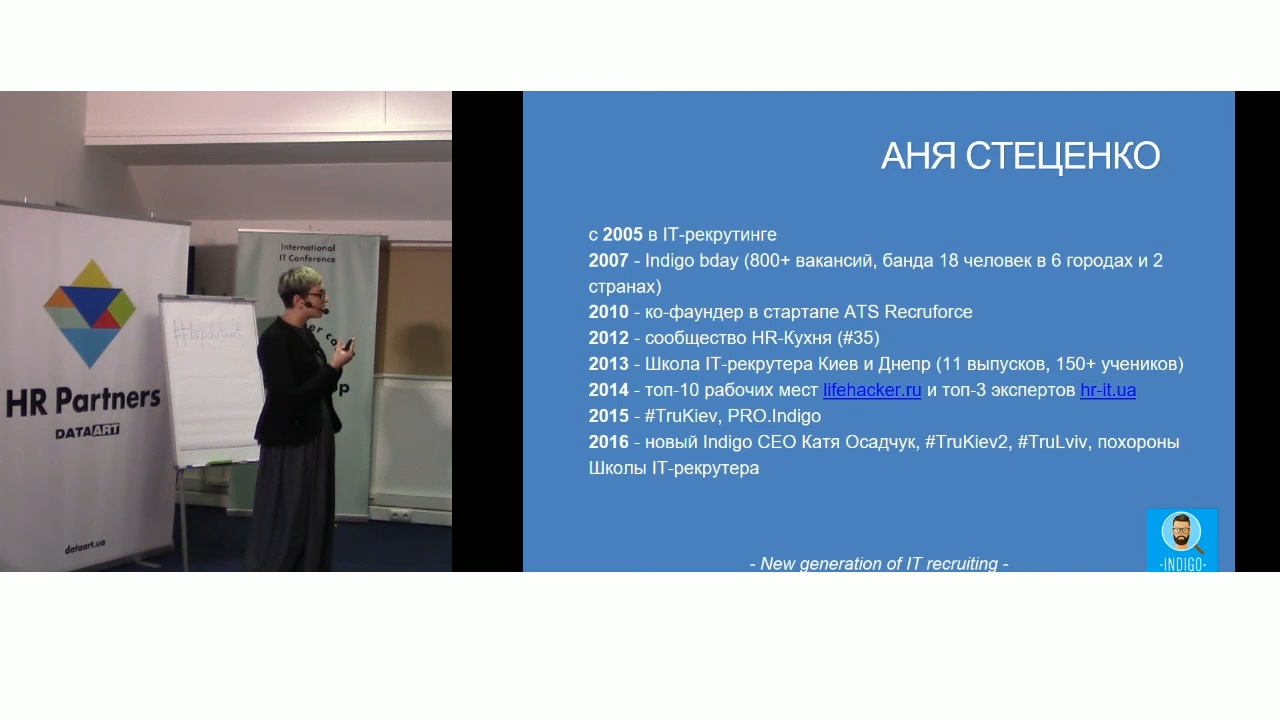 International
IT Conference
HR Partners
DATAART
dataart.ua
АНЯ СТЕЦЕНКО
с 2005 в IT-рекрутинге
2007 - Indigo bday (800+ вакансий, банда 18 человек в 6 городах и 2
странах)
2010 - ко-фаундер в стартапе ATS Recruforce
2012 - сообщество HR-Кухня (#35)
2013 - Школа IT-рекрутера Киев и Днепр (11 выпусков, 150+ учеников)
2014 - топ-10 рабочих мест lifehacker.ru и топ-3 экспертов hr-it.ua
2015 - #TruKiev, PRO.Indigo
2016 - новый Indigo CEO Катя Осадчук, #TruKiev2, #TruLviv, похороны
Школы IT-рекрутера
- New generation of IT recruiting -
·INDIGO·